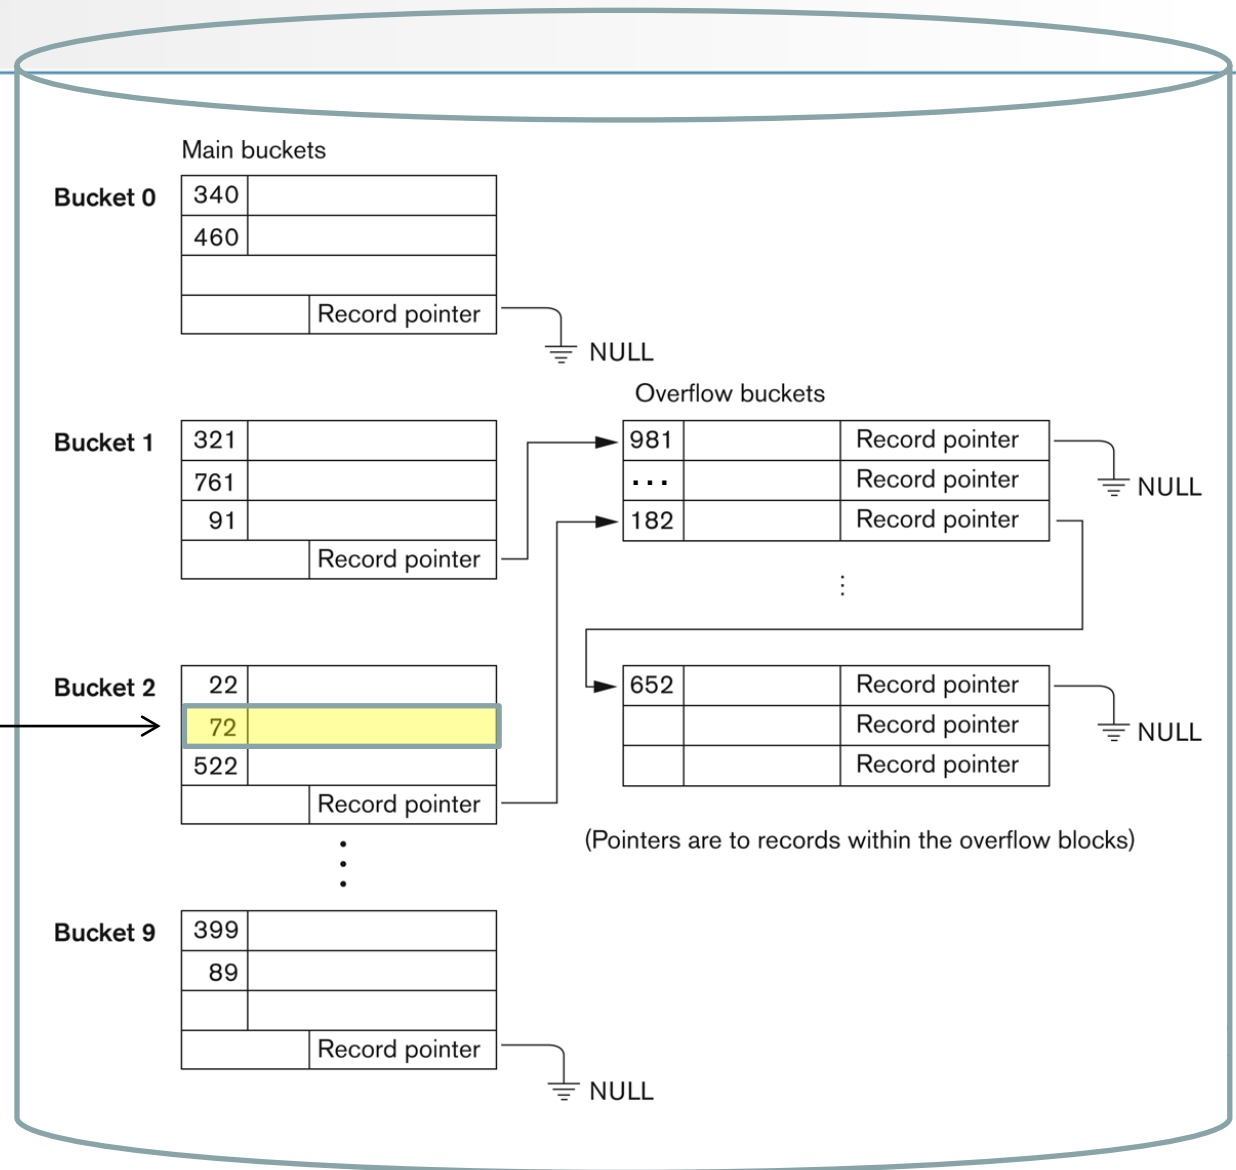 Main buckets
Bucket 0
340
460
Record pointer
NULL
Overflow buckets
Bucket 1
321
761
91
Record pointer
981 Record pointer
... Record pointer
182 Record pointer
NULL
⋮
Bucket 2
22
72
522
Record pointer
652 Record pointer
Record pointer
Record pointer
NULL
(Pointers are to records within the overflow blocks)
⋮
Bucket 9
399
89
Record pointer
NULL